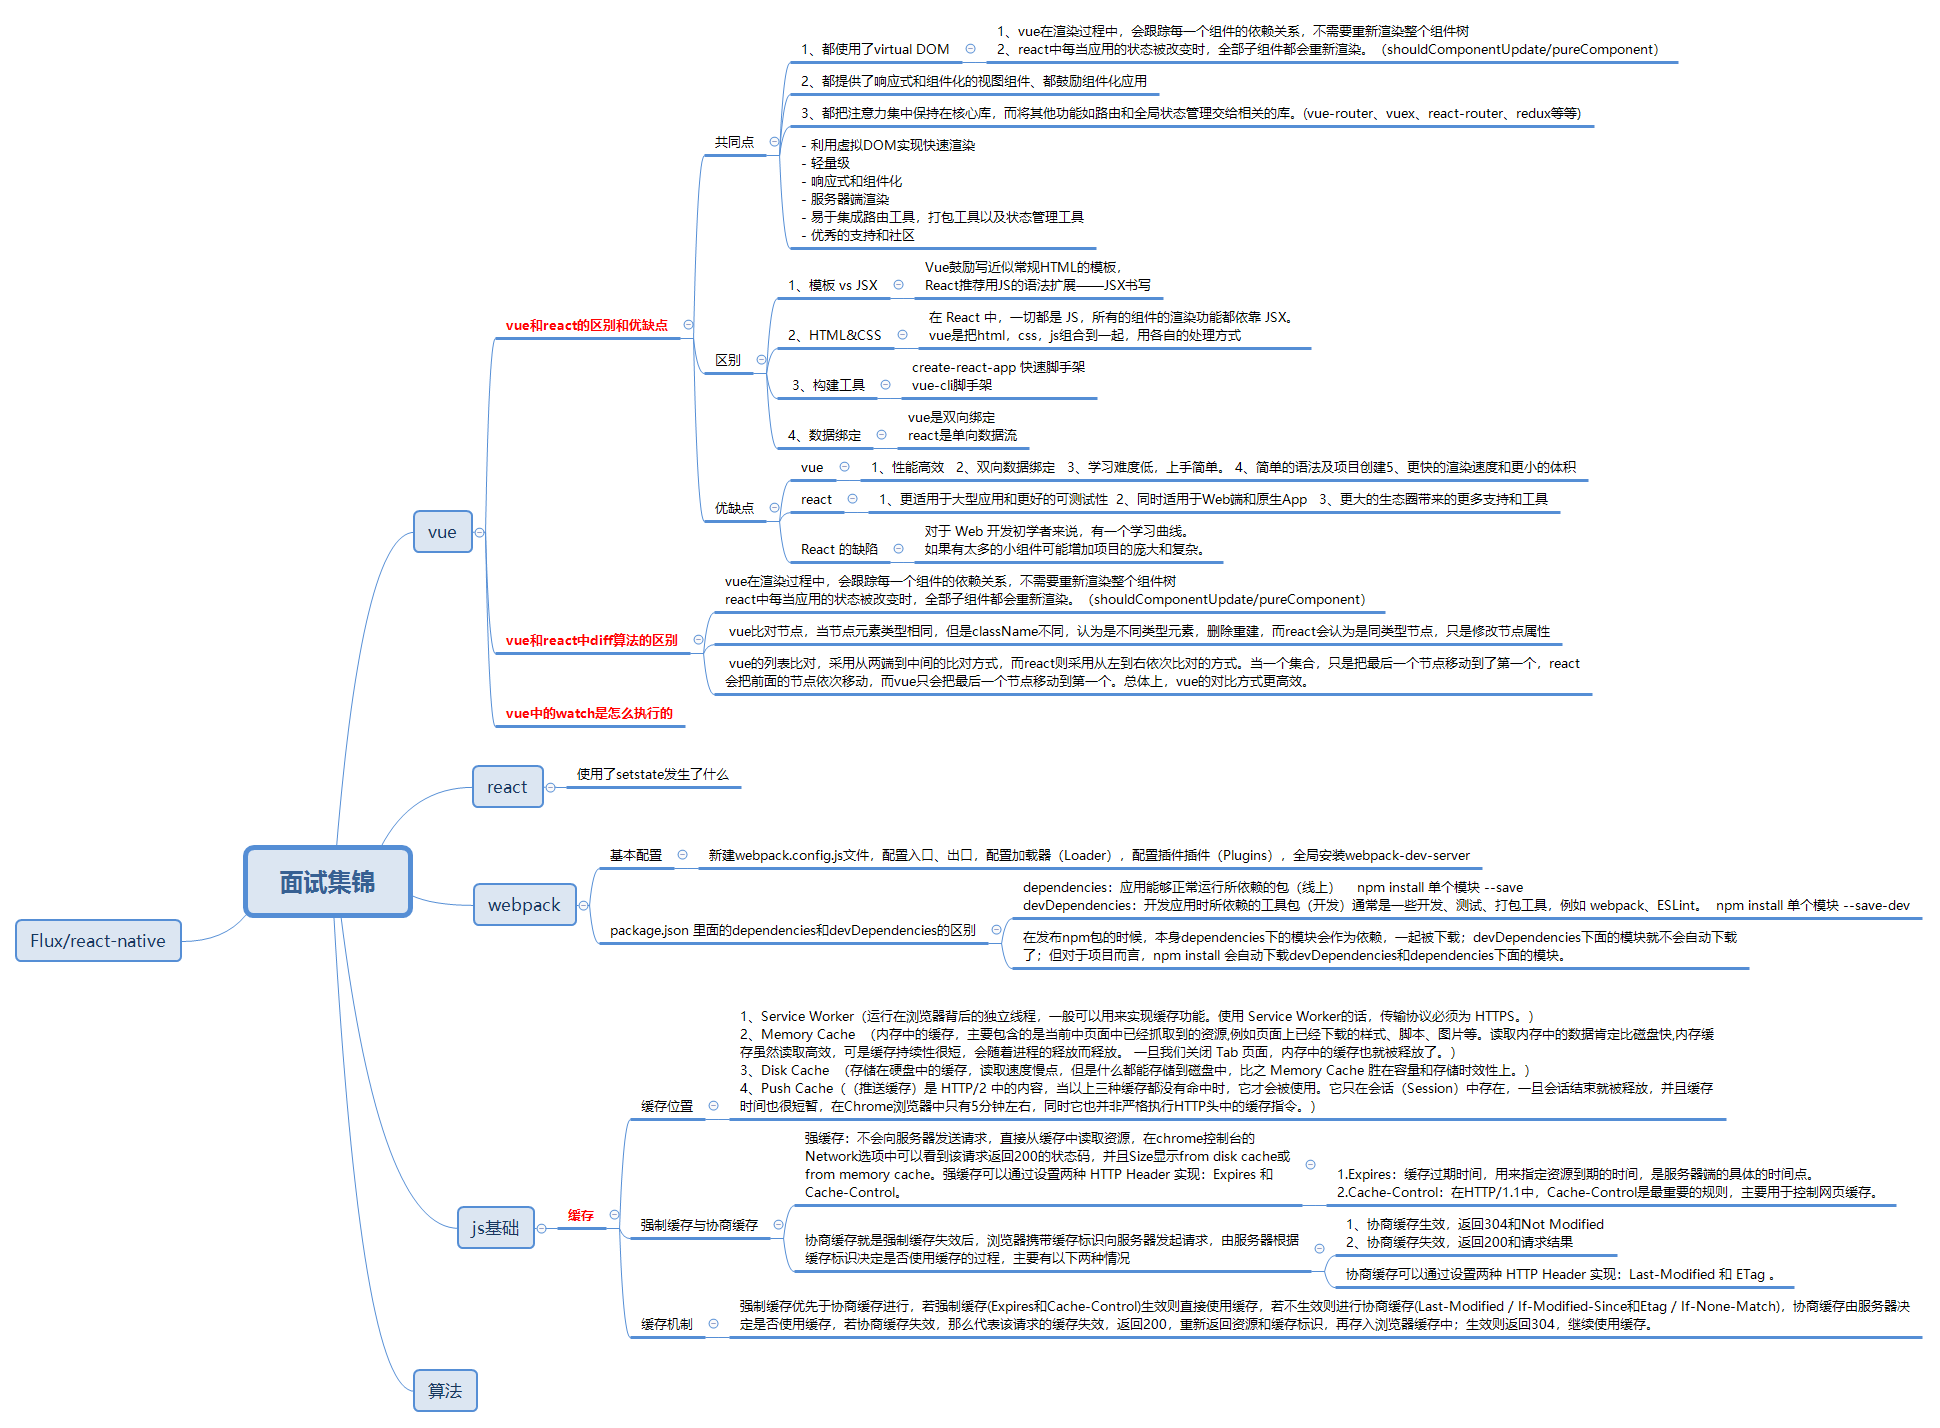 面试集锦
vue
vue和react的区别和优缺点
共同点
1、都使用了virtual DOM
1、vue在渲染过程中，会跟踪每一个组件的依赖关系，不需要重新渲染整个组件树
2、react中每当应用的状态被改变时，全部子组件都会重新渲染。（shouldComponentUpdate/pureComponent）
2、都提供了响应式和组件化的视图组件、都鼓励组件化应用
3、都把注意力集中保持在核心库，而将其他功能如路由和全局状态管理交给相关的库。(vue-router、vuex、react-router、redux等等)
- 利用虚拟DOM实现快速渲染
- 轻量级
- 响应式和组件化
- 服务器端渲染
- 易于集成路由工具，打包工具以及状态管理工具
- 优秀的支持和社区
区别
1、模板 vs JSX
Vue鼓励写近似常规HTML的模板，
React推荐用JS的语法扩展——JSX书写
2、HTML&CSS
在 React 中，一切都是 JS，所有的组件的渲染功能都依靠 JSX。
vue是把html，css，js组合到一起，用各自的处理方式
3、构建工具
create-react-app 快速脚手架
vue-cli脚手架
4、数据绑定
vue是双向绑定
react是单向数据流
优缺点
vue
1、性能高效 2、双向数据绑定 3、学习难度低，上手简单。 4、简单的语法及项目创建5、更快的渲染速度和更小的体积
react
1、更适用于大型应用和更好的可测试性 2、同时适用于Web端和原生App 3、更大的生态圈带来的更多支持和工具
React 的缺陷
对于 Web 开发初学者来说，有一个学习曲线。
如果有太多的小组件可能增加项目的庞大和复杂。
vue和react中diff算法的区别
vue在渲染过程中，会跟踪每一个组件的依赖关系，不需要重新渲染整个组件树
react中每当应用的状态被改变时，全部子组件都会重新渲染。（shouldComponentUpdate/pureComponent）
vue比对节点，当节点元素类型相同，但是className不同，认为是不同类型元素，删除重建，而react会认为是同类型节点，只是修改节点属性
vue的列表比对，采用从两端到中间的比对方式，而react则采用从左到右依次比对的方式。当一个集合，只是把最后一个节点移动到了第一个，react
会把前面的节点依次移动，而vue只会把最后一个节点移动到第一个。总体上，vue的对比方式更高效。
vue中的watch是怎么执行的
react
使用了setstate发生了什么
webpack
基本配置
新建webpack.config.js文件，配置入口、出口，配置加载器（Loader），配置插件插件（Plugins），全局安装webpack-dev-server
package.json 里面的dependencies和devDependencies的区别
dependencies：应用能够正常运行所依赖的包（线上） npm install 单个模块 --save
devDependencies：开发应用时所依赖的工具包（开发）通常是一些开发、测试、打包工具，例如 webpack、ESLint。 npm install 单个模块 --save-dev
在发布npm包的时候，本身dependencies下的模块会作为依赖，一起被下载；devDependencies下面的模块就不会自动下载
了；但对于项目而言，npm install 会自动下载devDependencies和dependencies下面的模块。
Flux/react-native
js基础
缓存
缓存位置
1、Service Worker（运行在浏览器背后的独立线程，一般可以用来实现缓存功能。使用 Service Worker的话，传输协议必须为 HTTPS。）
2、Memory Cache （内存中的缓存，主要包含的是当前中页面中已经抓取到的资源,例如页面上已经下载的样式、脚本、图片等。读取内存中的数据肯定比磁盘快,内存缓
存虽然读取高效，可是缓存持续性很短，会随着进程的释放而释放。 一旦我们关闭 Tab 页面，内存中的缓存也就被释放了。）
3、Disk Cache （存储在硬盘中的缓存，读取速度慢点，但是什么都能存储到磁盘中，比之 Memory Cache 胜在容量和存储时效性上。）
4、Push Cache（（推送缓存）是 HTTP/2 中的内容，当以上三种缓存都没有命中时，它才会被使用。它只在会话（Session）中存在，一旦会话结束就被释放，并且缓存
时间也很短暂，在Chrome浏览器中只有5分钟左右，同时它也并非严格执行HTTP头中的缓存指令。）
强制缓存与协商缓存
强缓存：不会向服务器发送请求，直接从缓存中读取资源，在chrome控制台的
Network选项中可以看到该请求返回200的状态码，并且Size显示from disk cache或
from memory cache。强缓存可以通过设置两种 HTTP Header 实现：Expires 和
Cache-Control。
1.Expires：缓存过期时间，用来指定资源到期的时间，是服务器端的具体的时间点。
2.Cache-Control：在HTTP/1.1中，Cache-Control是最重要的规则，主要用于控制网页缓存。
协商缓存就是强制缓存失效后，浏览器携带缓存标识向服务器发起请求，由服务器根据
缓存标识决定是否使用缓存的过程，主要有以下两种情况
1、协商缓存生效，返回304和Not Modified
2、协商缓存失效，返回200和请求结果
协商缓存可以通过设置两种 HTTP Header 实现：Last-Modified 和 ETag 。
缓存机制
强制缓存优先于协商缓存进行，若强制缓存(Expires和Cache-Control)生效则直接使用缓存，若不生效则进行协商缓存(Last-Modified / If-Modified-Since和Etag / If-None-Match)，协商缓存由服务器决
定是否使用缓存，若协商缓存失效，那么代表该请求的缓存失效，返回200，重新返回资源和缓存标识，再存入浏览器缓存中；生效则返回304，继续使用缓存。
算法